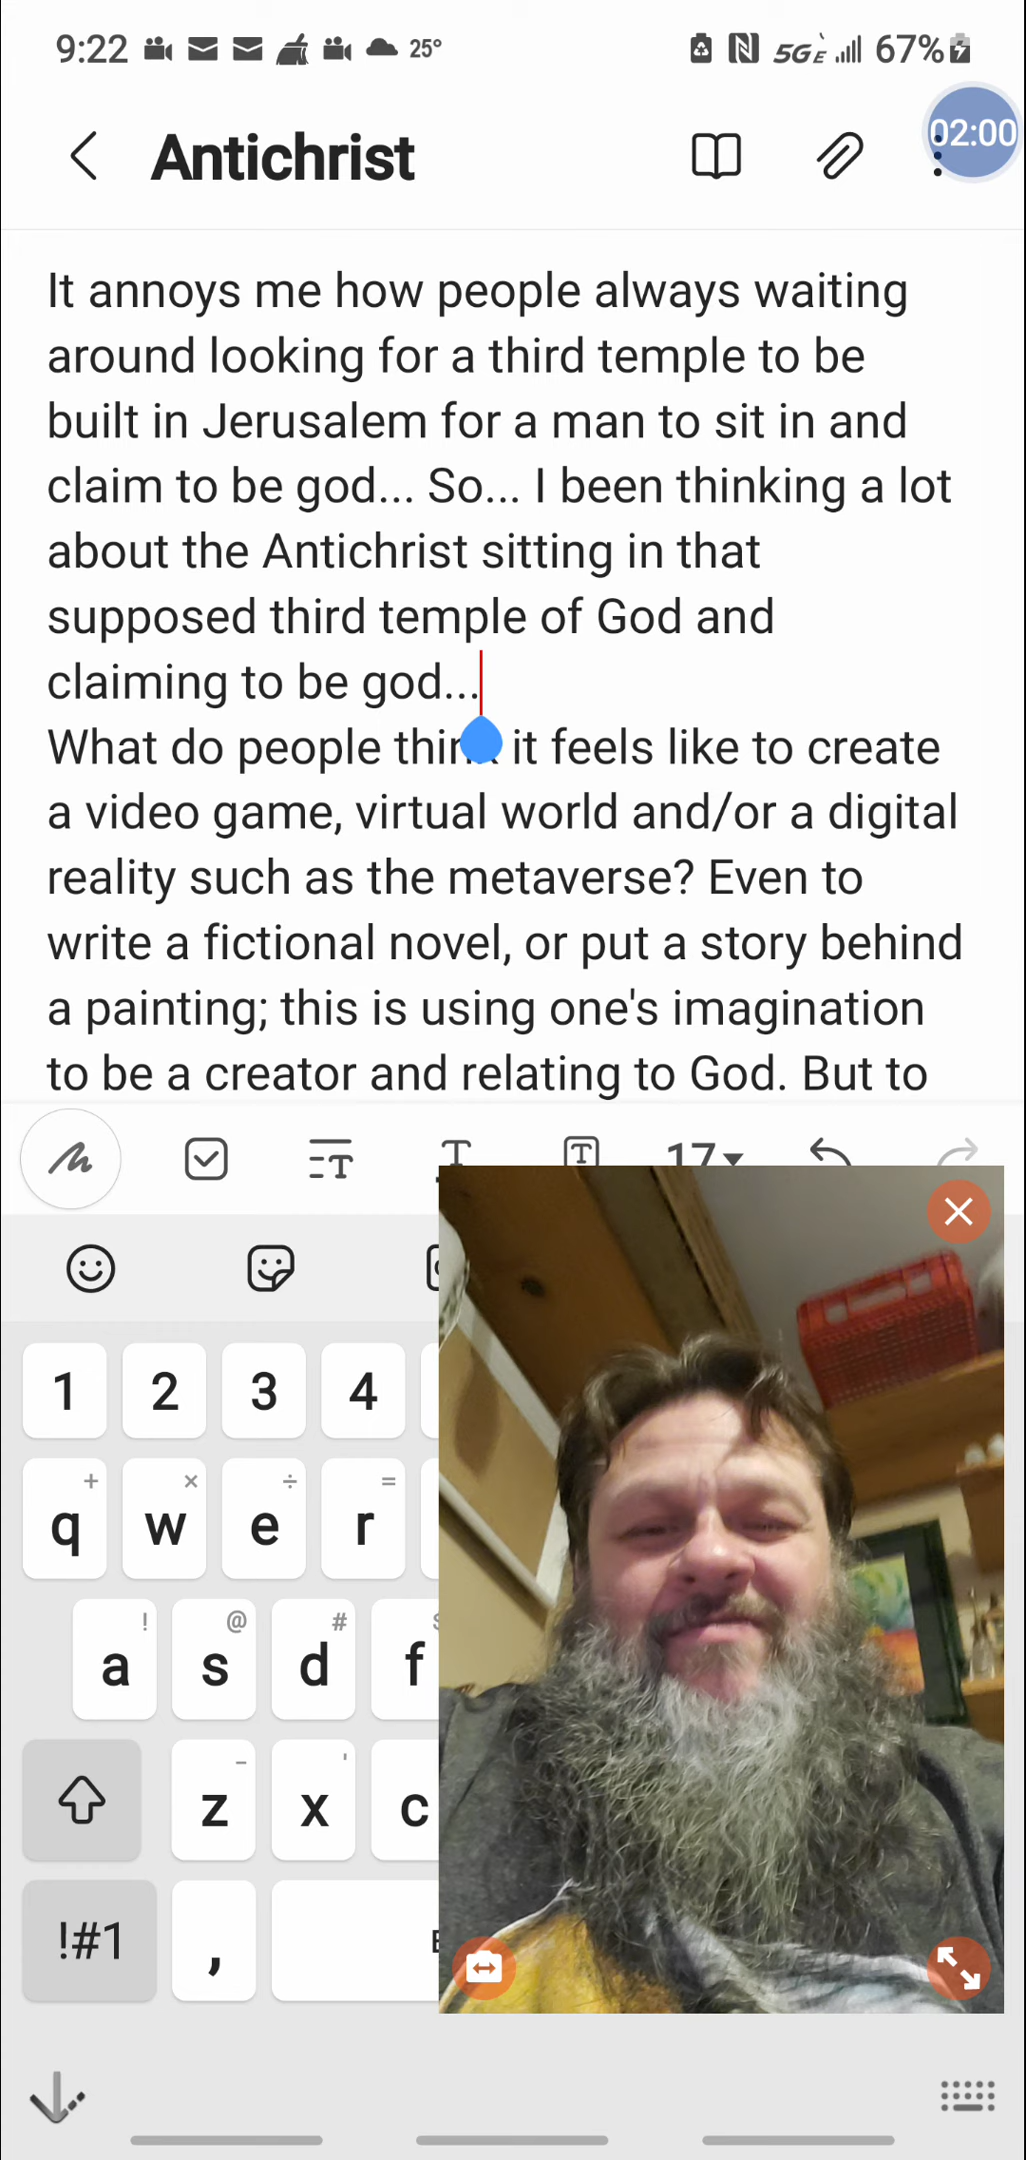 9:22 25° 5GE 67%
02:00
Antichrist
It annoys me how people always waiting
around looking for a third temple to be
built in Jerusalem for a man to sit in and
claim to be god... So... I been thinking a lot
about the Antichrist sitting in that
supposed third temple of God and
claiming to be god...
What do people think it feels like to create
a video game, virtual world and/or a digital
reality such as the metaverse? Even to
write a fictional novel, or put a story behind
a painting; this is using one's imagination
to be a creator and relating to God. But to
T T T 17
1 2 3 4
+ × ÷ =
q w e r
! @ #
a s d f
- '
z x c
!#1 ,